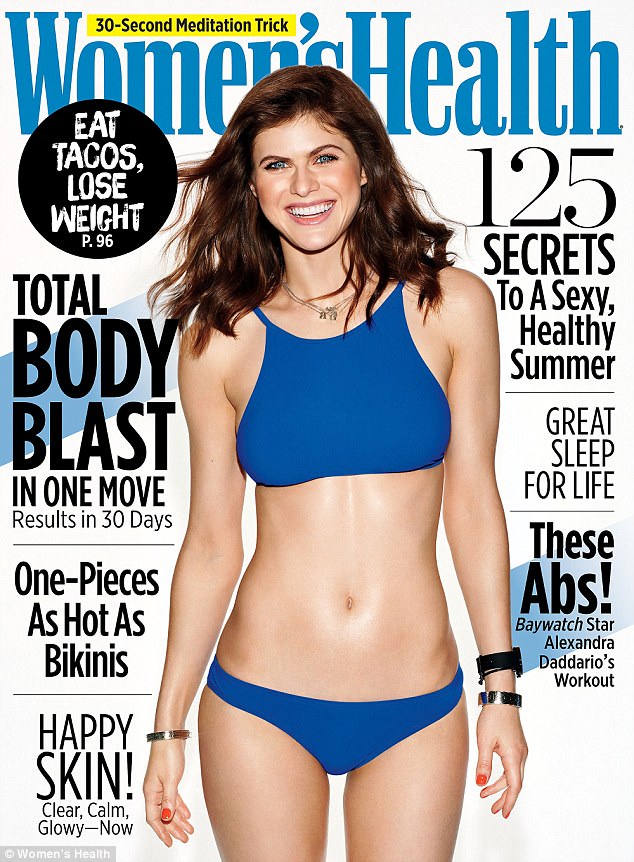 30-Second Meditation Trick
Women'sHealth
EAT
TACOS,
LOSE
WEIGHT
P. 96
TOTAL
BODY
BLAST
IN ONE MOVE
Results in 30 Days
One-Pieces
As Hot As
Bikinis
HAPPY
SKIN!
Clear, Calm,
Glowy—Now
125
SECRETS
To A Sexy,
Healthy
Summer
GREAT
SLEEP
FOR LIFE
These
Abs!
Baywatch Star
Alexandra
Daddario's
Workout
© Women's Health